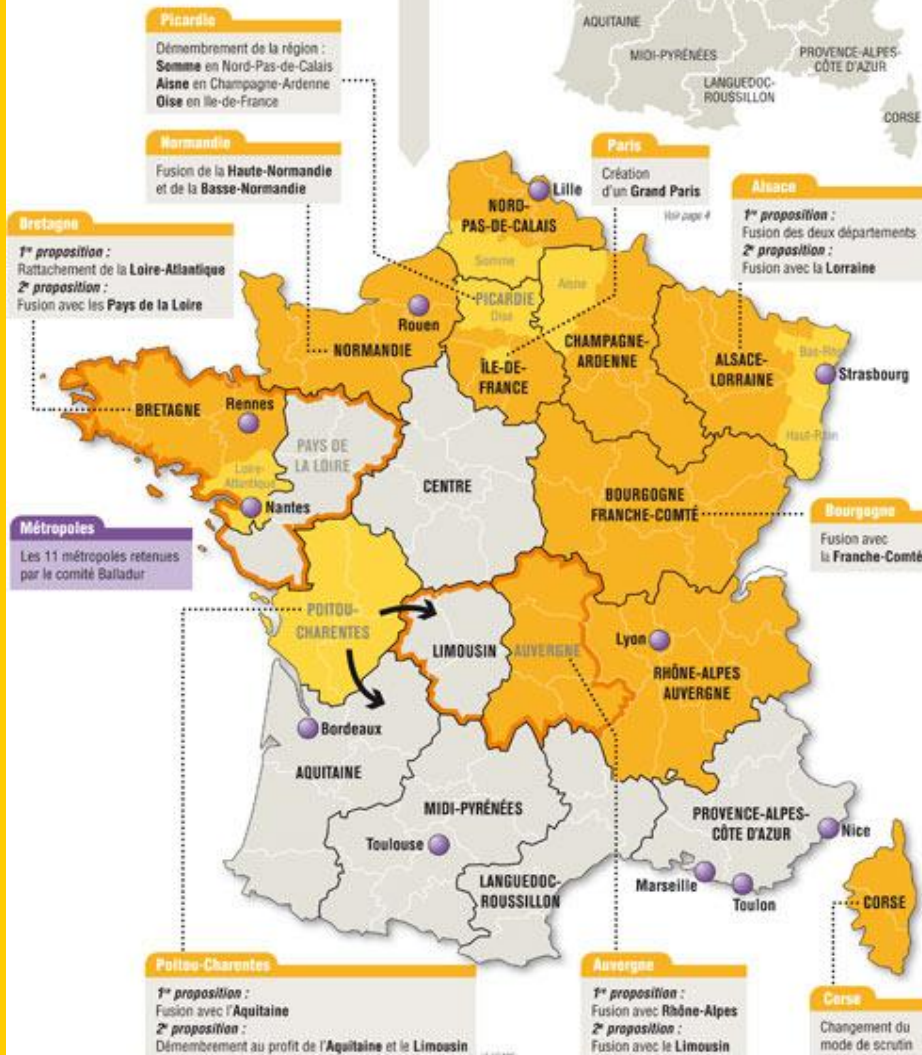 AQUITAINE
MIDI-PYRÉNÉES
PROVENCE-ALPES-
CÔTE D'AZUR
LANGUEDOC-
ROUSSILLON
CORSE
Picardie
Démembrement de la région :
Somme en Nord-Pas-de-Calais
Aisne en Champagne-Ardenne
Oise en Ile-de-France
Normandie
Fusion de la Haute-Normandie
et de la Basse-Normandie
Paris
Création
d'un Grand Paris
Voir page 4
Alsace
1re proposition :
Fusion des deux départements
2e proposition :
Fusion avec la Lorraine
Bretagne
1re proposition :
Rattachement de la Loire-Atlantique
2e proposition :
Fusion avec les Pays de la Loire
Lille
NORD-
PAS-DE-CALAIS
Somme
Aisne
PICARDIE
Oise
Rouen
NORMANDIE
ÎLE-DE-
FRANCE
CHAMPAGNE-
ARDENNE
ALSACE-
LORRAINE
Bas-Rhin
Strasbourg
Haut-Rhin
BRETAGNE
Rennes
PAYS DE
LA LOIRE
Loire-
Atlantique
Nantes
CENTRE
BOURGOGNE
FRANCHE-COMTÉ
Bourgogne
Fusion avec
la Franche-Comté
Métropoles
Les 11 métropoles retenues
par le comité Balladur
POITOU-
CHARENTES
LIMOUSIN
AUVERGNE
Lyon
RHÔNE-ALPES
AUVERGNE
Bordeaux
AQUITAINE
MIDI-PYRÉNÉES
Toulouse
LANGUEDOC-
ROUSSILLON
PROVENCE-ALPES-
CÔTE D'AZUR
Nice
Marseille
Toulon
CORSE
Poitou-Charentes
1re proposition :
Fusion avec l'Aquitaine
2e proposition :
Démembrement au profit de l'Aquitaine et le Limousin
Auvergne
1re proposition :
Fusion avec Rhône-Alpes
2e proposition :
Fusion avec le Limousin
Corse
Changement du
mode de scrutin